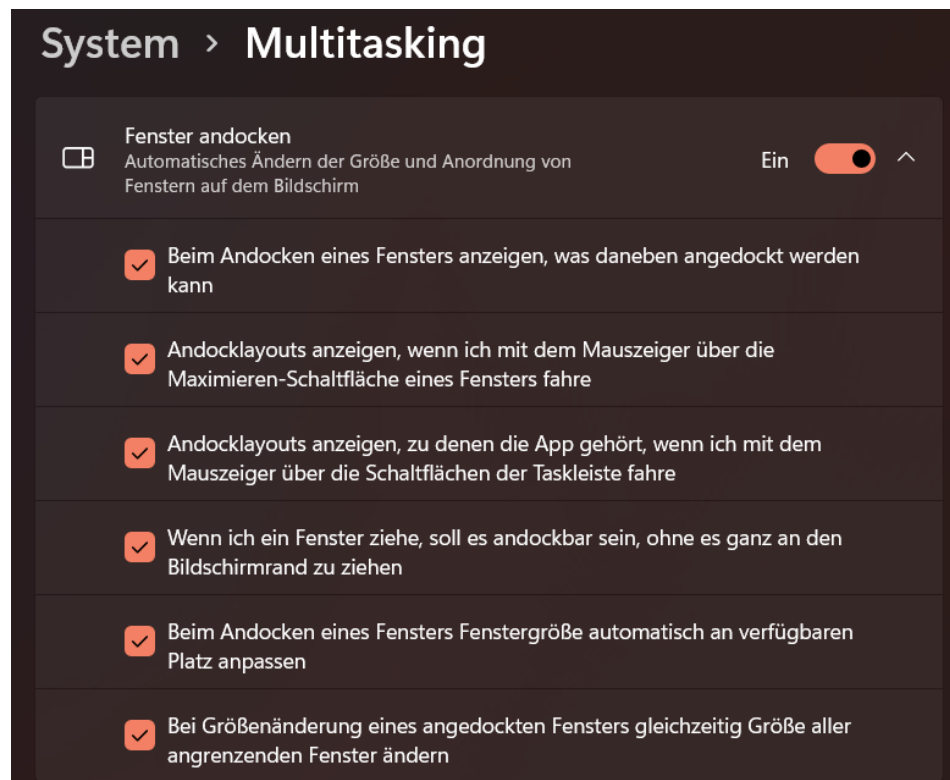 System > Multitasking
Fenster andocken
Automatisches Ändern der Größe und Anordnung von
Fenstern auf dem Bildschirm
Ein
Beim Andocken eines Fensters anzeigen, was daneben angedockt werden
kann
Andocklayouts anzeigen, wenn ich mit dem Mauszeiger über die
Maximieren-Schaltfläche eines Fensters fahre
Andocklayouts anzeigen, zu denen die App gehört, wenn ich mit dem
Mauszeiger über die Schaltflächen der Taskleiste fahre
Wenn ich ein Fenster ziehe, soll es andockbar sein, ohne es ganz an den
Bildschirmrand zu ziehen
Beim Andocken eines Fensters Fenstergröße automatisch an verfügbaren
Platz anpassen
Bei Größenänderung eines angedockten Fensters gleichzeitig Größe aller
angrenzenden Fenster ändern